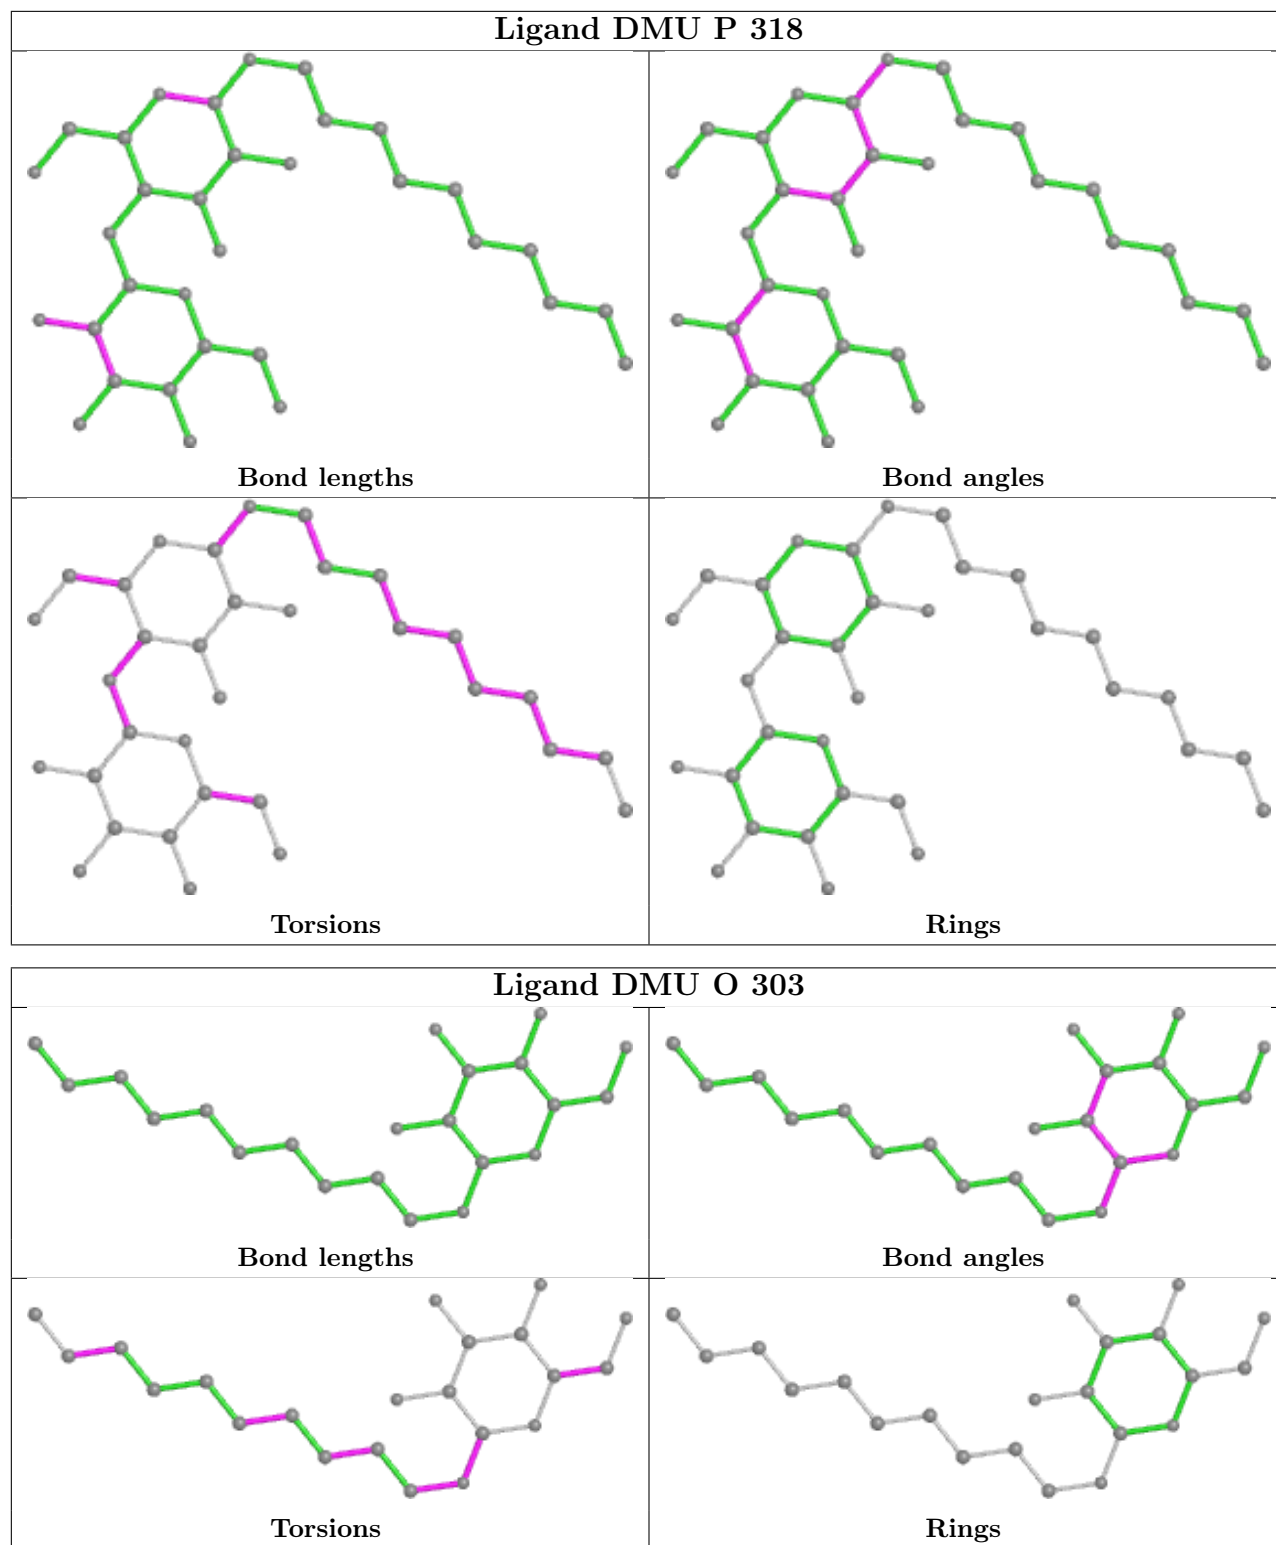 Ligand DMU P 318
Bond lengths
Bond angles
Torsions
Rings
Ligand DMU O 303
Bond lengths
Bond angles
Torsions
Rings